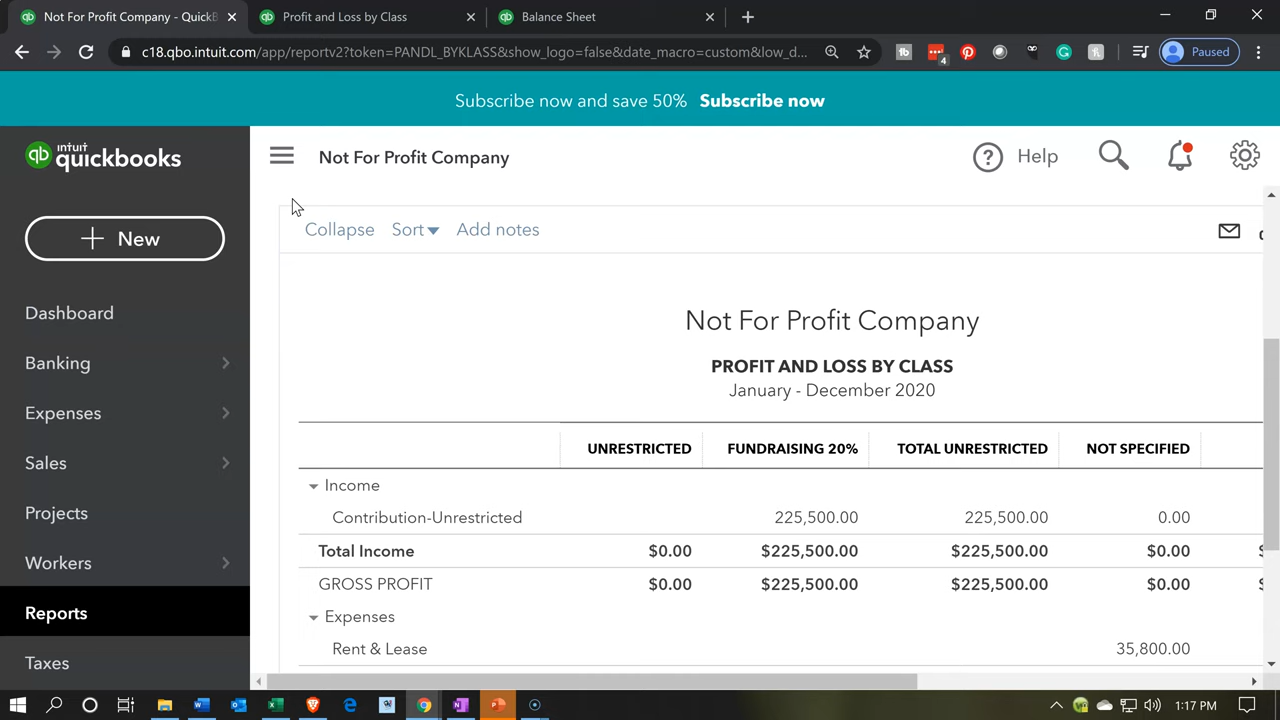 Not For Profit Company - QuickB
Profit and Loss by Class
Balance Sheet
c18.qbo.intuit.com/app/reportv2?token=PANDL_BYKLASS&show_logo=false&date_macro=custom&low_d...
4
Paused
Subscribe now and save 50% Subscribe now
qb intuit quickbooks
Not For Profit Company
Help
New
Collapse Sort Add notes
Dashboard
Banking
Expenses
Sales
Projects
Workers
Reports
Taxes
Not For Profit Company
PROFIT AND LOSS BY CLASS
January - December 2020
UNRESTRICTED FUNDRAISING 20% TOTAL UNRESTRICTED NOT SPECIFIED
Income
Contribution-Unrestricted 225,500.00 225,500.00 0.00
Total Income $0.00 $225,500.00 $225,500.00 $0.00
GROSS PROFIT $0.00 $225,500.00 $225,500.00 $0.00
Expenses
Rent & Lease 35,800.00
1:17 PM